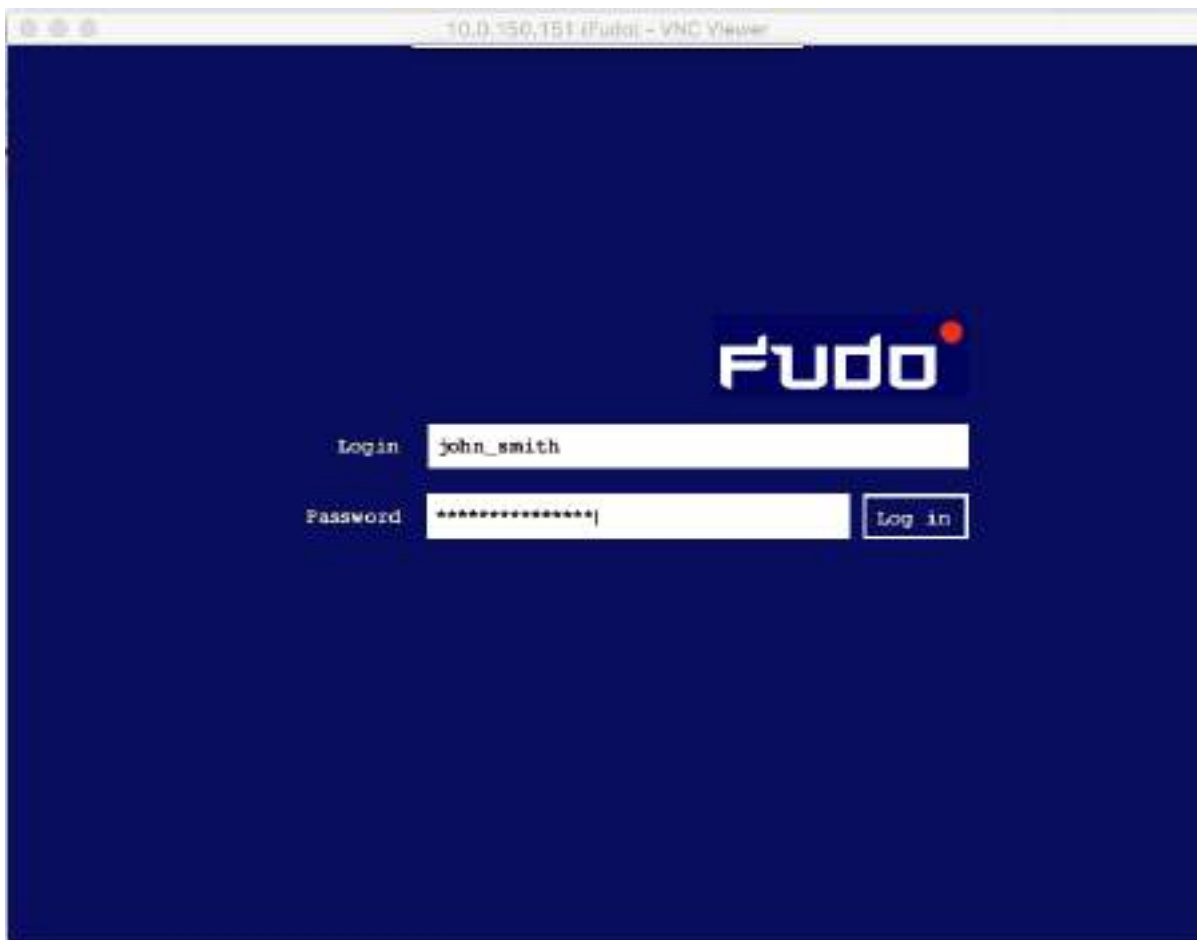 10.0.150.151 (Fudo) - VNC Viewer
Fudo
Login john_smith
Password ***************
Log in